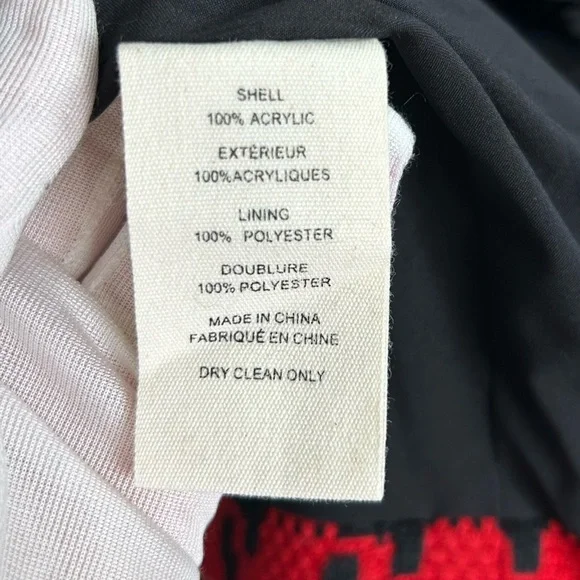 SHELL
100% ACRYLIC
EXTÉRIEUR
100%ACRYLIQUES
LINING
100% POLYESTER
DOUBLURE
100% POLYESTER
MADE IN CHINA
FABRIQUÉ EN CHINE
DRY CLEAN ONLY